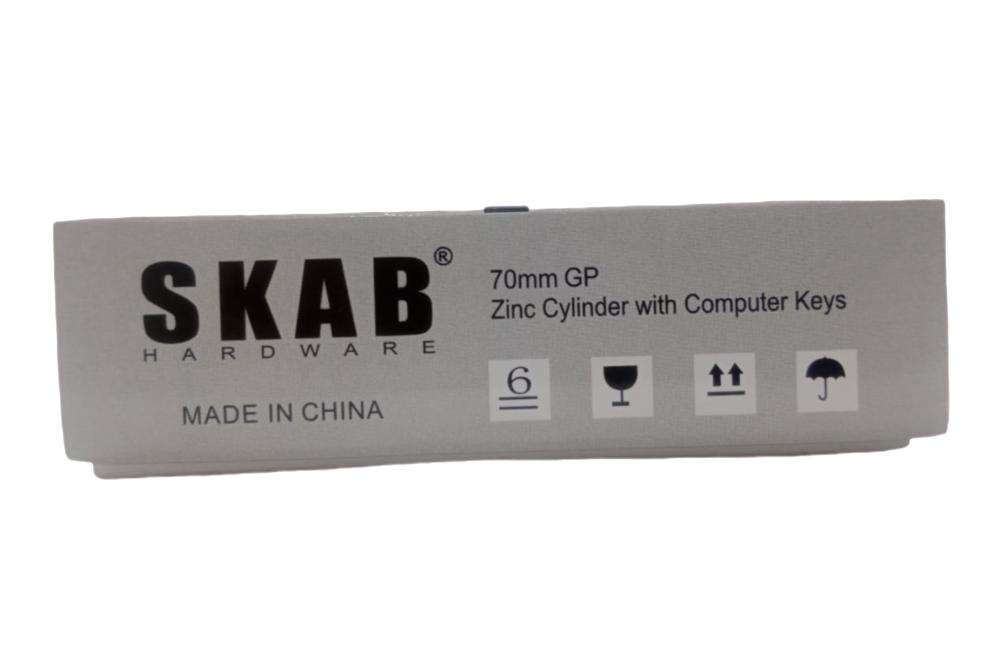 SKAB®
HARDWARE
MADE IN CHINA
70mm GP
Zinc Cylinder with Computer Keys
6